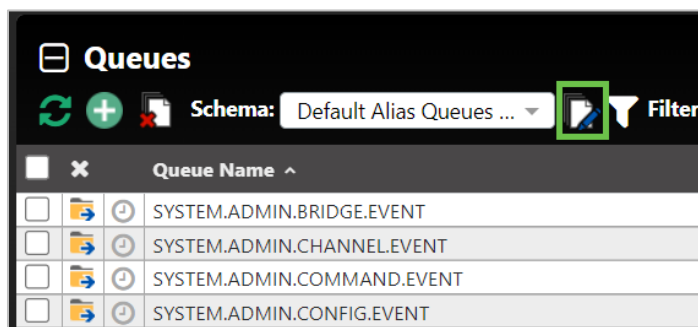 Queues
Schema: Default Alias Queues ... Filter
Queue Name
SYSTEM.ADMIN.BRIDGE.EVENT
SYSTEM.ADMIN.CHANNEL.EVENT
SYSTEM.ADMIN.COMMAND.EVENT
SYSTEM.ADMIN.CONFIG.EVENT